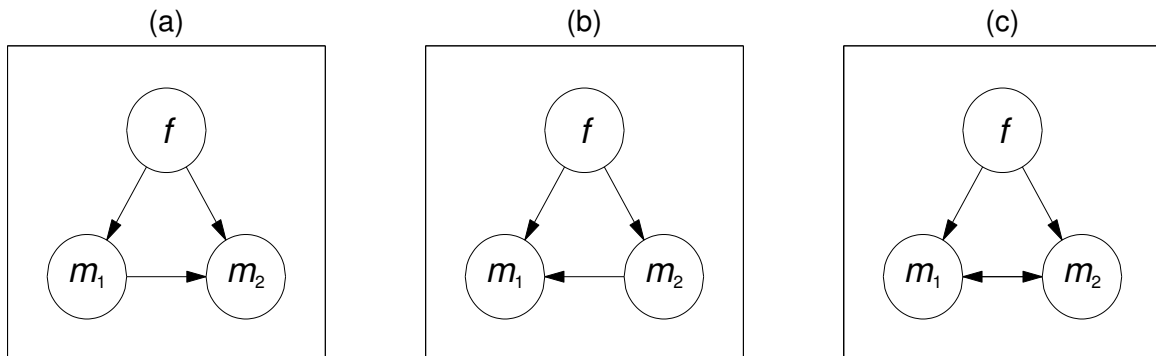 (a) (b) (c)
f f f
m₁ m₂ m₁ m₂ m₁ m₂